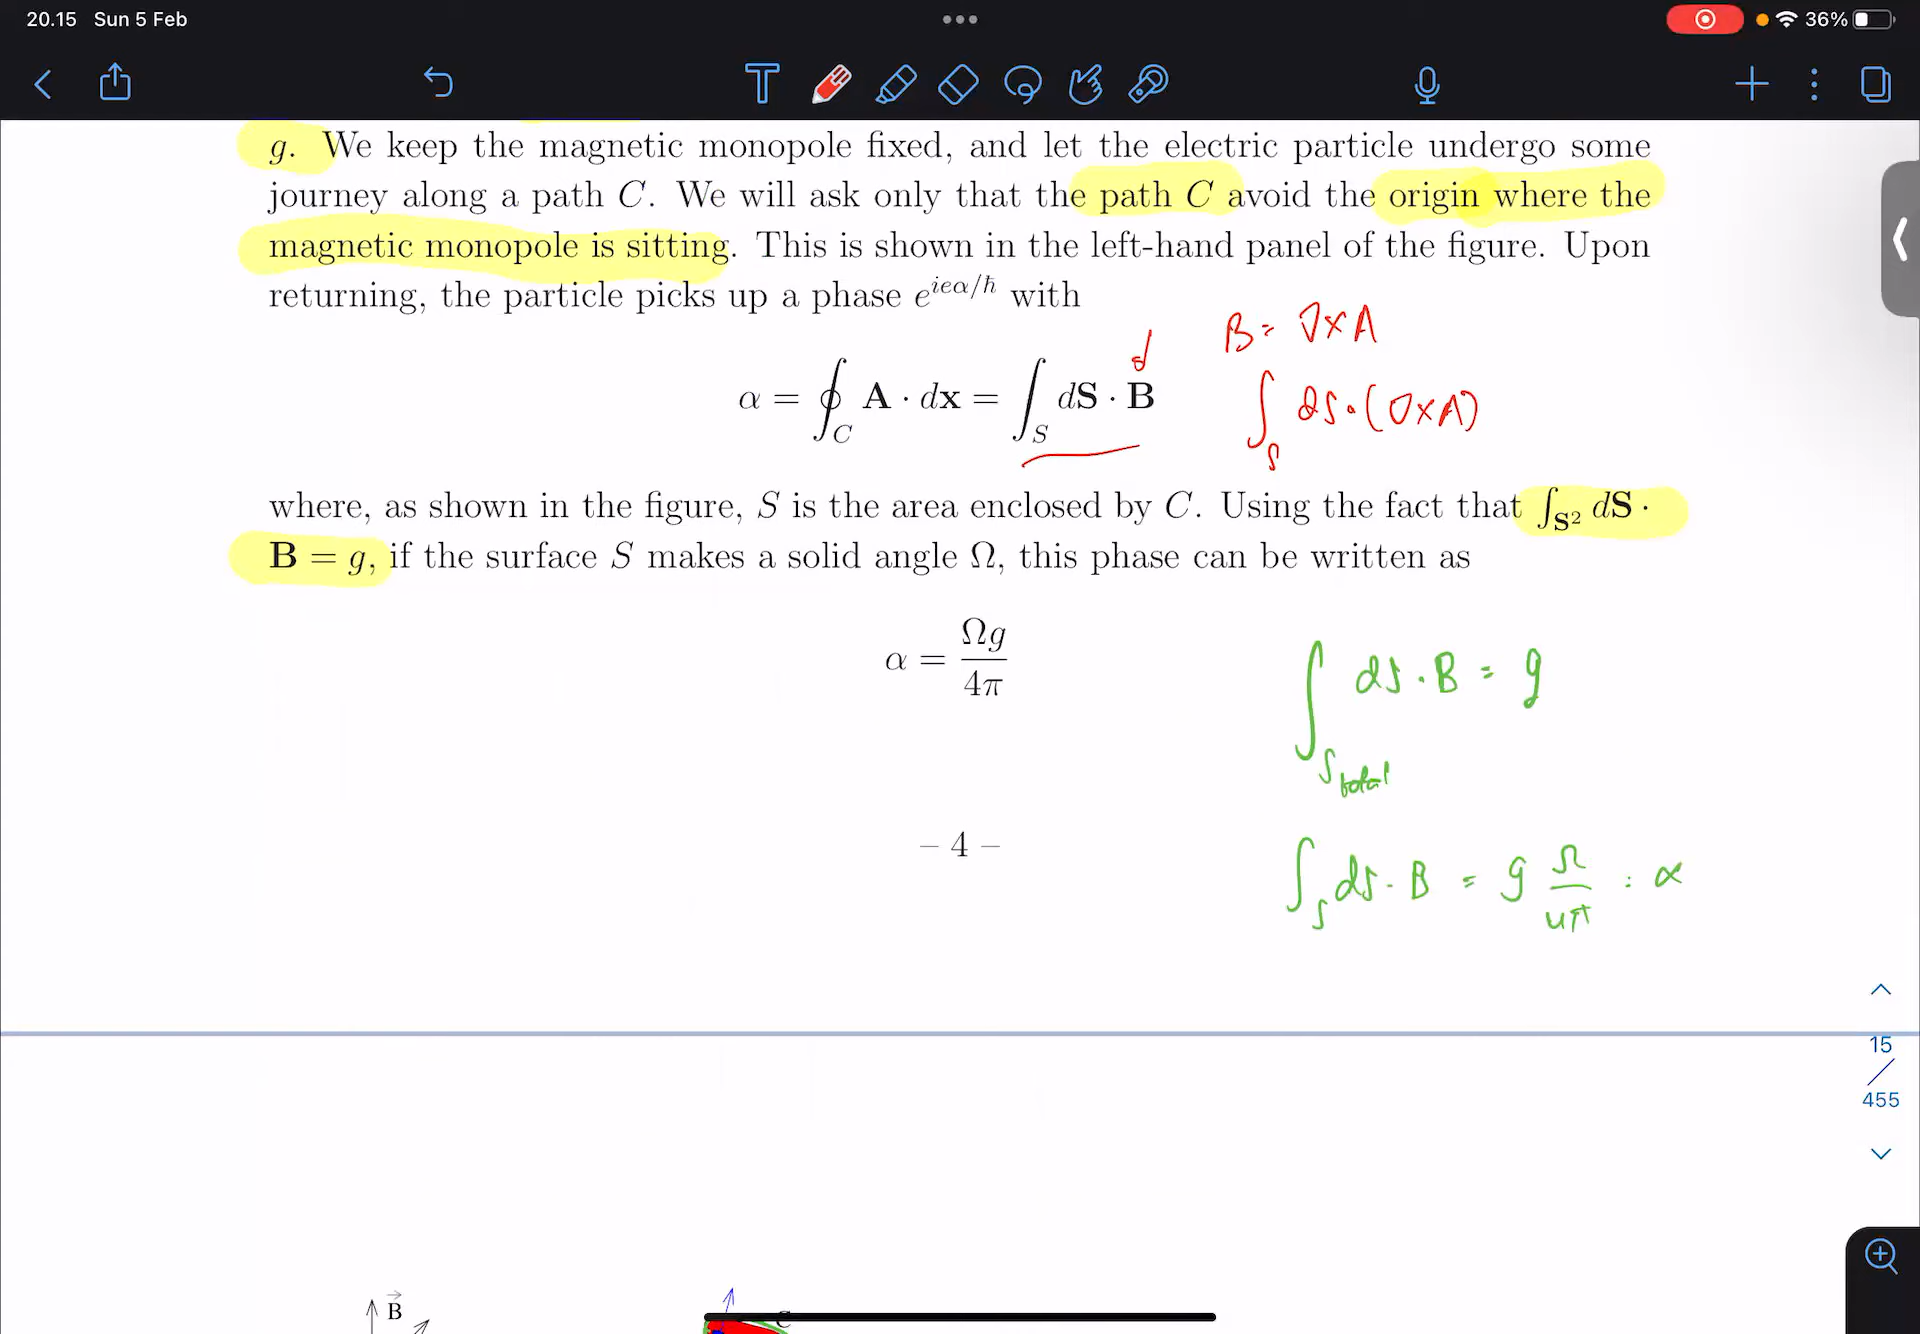 20.15 Sun 5 Feb
36%
g. We keep the magnetic monopole fixed, and let the electric particle undergo some
journey along a path C. We will ask only that the path C avoid the origin where the
magnetic monopole is sitting. This is shown in the left-hand panel of the figure. Upon
returning, the particle picks up a phase e^{ieα/ħ} with
B = ∇×A
α = ∮_C A · dx = ∫_S dS · B
∫_S dS · (∇×A)
where, as shown in the figure, S is the area enclosed by C. Using the fact that ∫_{S²} dS ·
B = g, if the surface S makes a solid angle Ω, this phase can be written as
α = Ωg / 4π
∫_{S total} dS · B = g
– 4 –
∫_S dS · B = g Ω/4π = α
15
/
455
B⃗
C